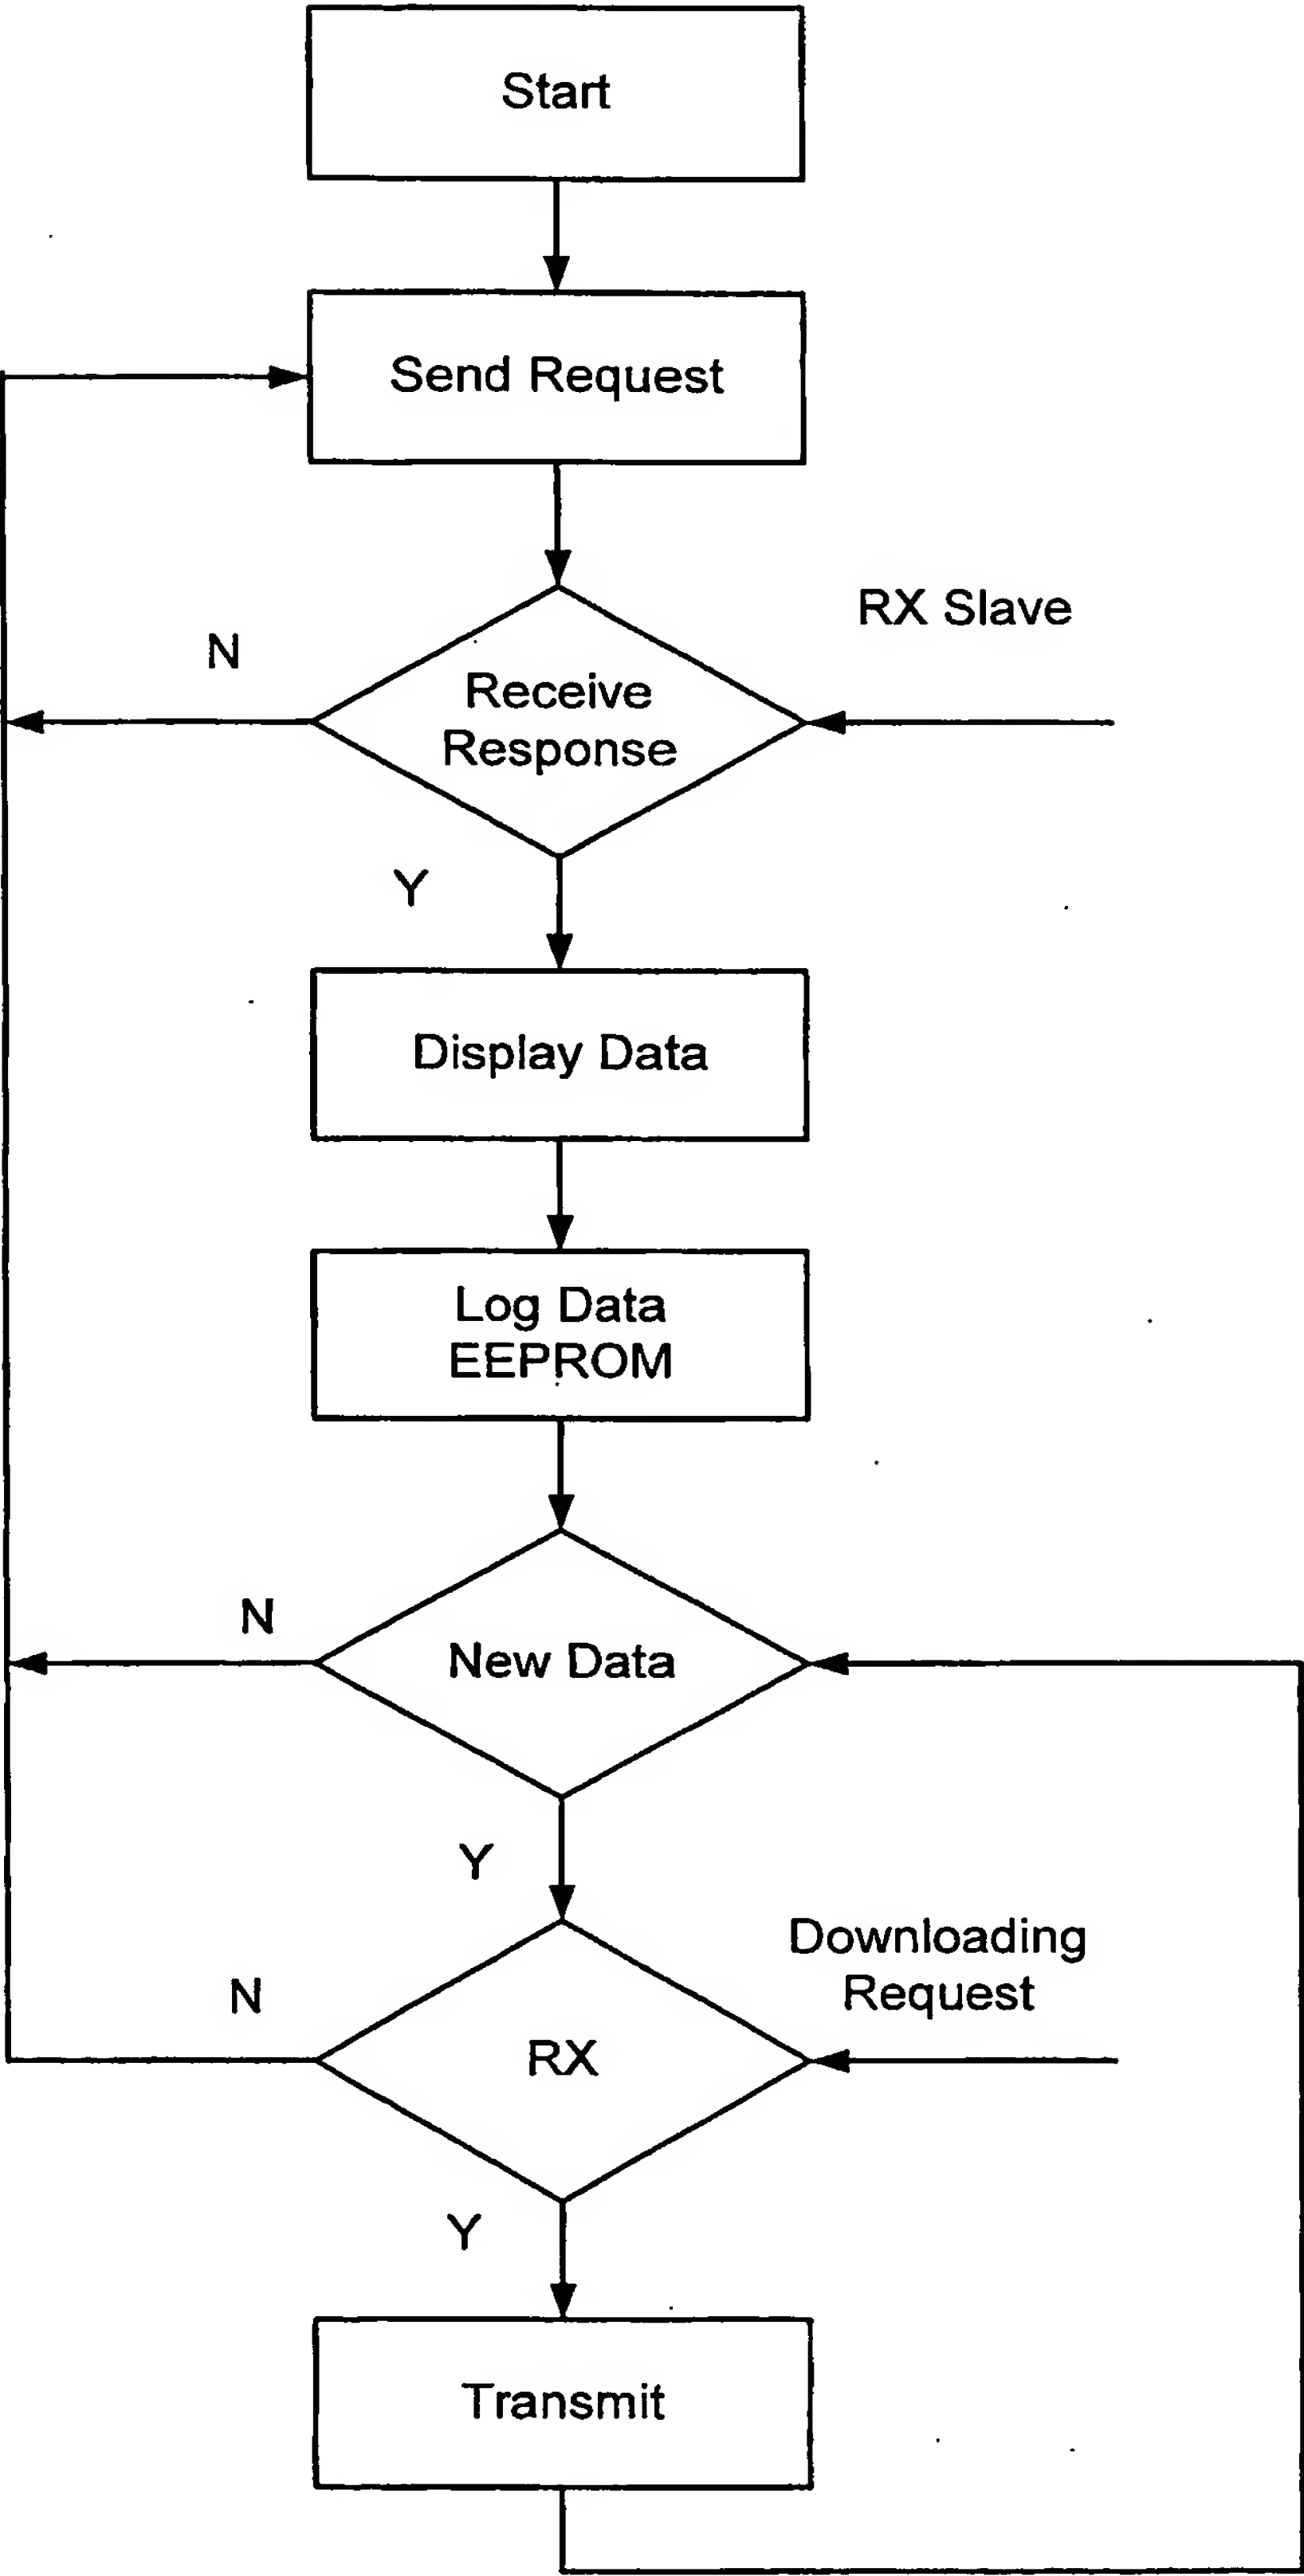 Start
Send Request
RX Slave
N
Receive
Response
Y
Display Data
Log Data
EEPROM
N
New Data
Y
Downloading
Request
N
RX
Y
Transmit